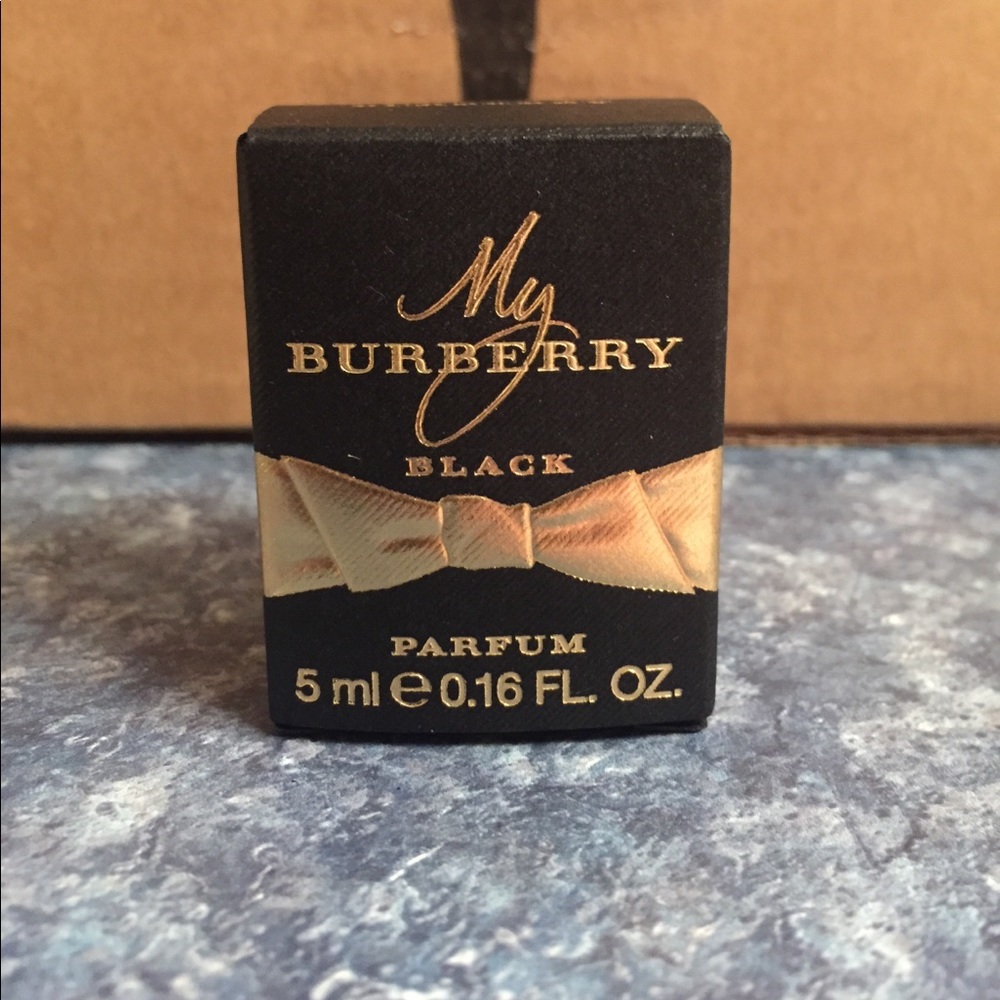 My
BURBERRY
BLACK
PARFUM
5 ml e 0.16 FL. OZ.